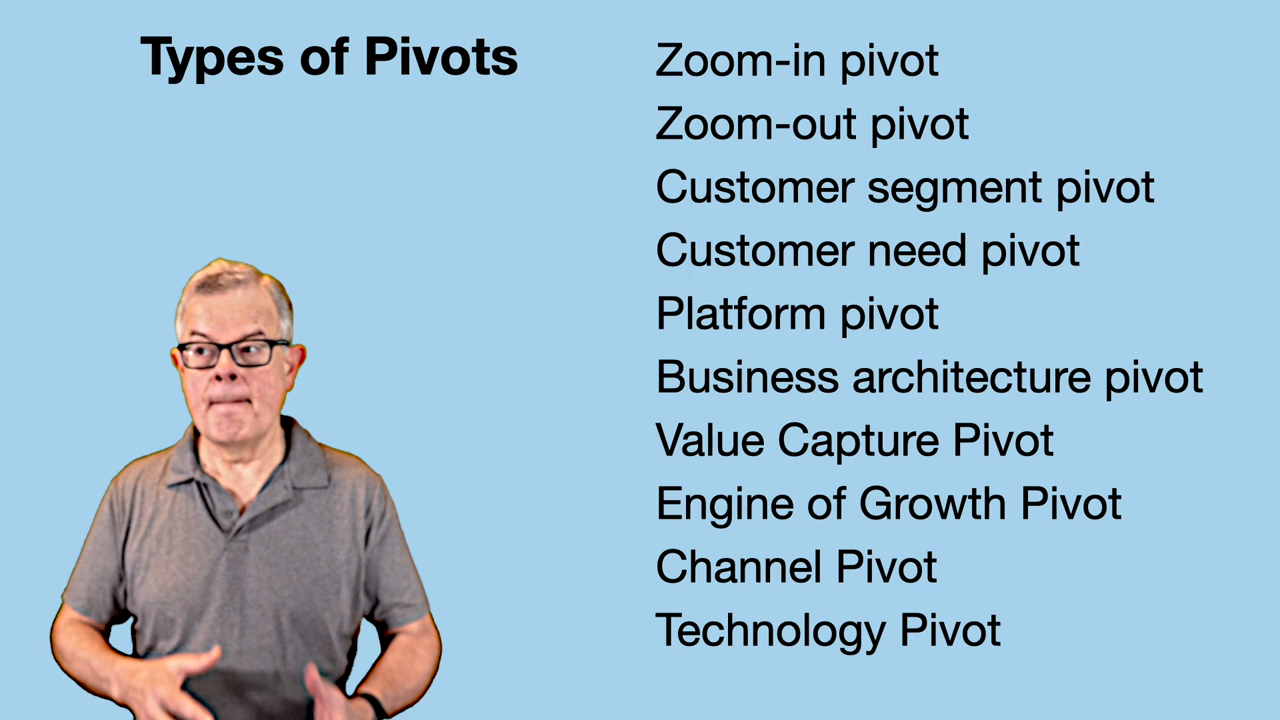 Types of Pivots
Zoom-in pivot
Zoom-out pivot
Customer segment pivot
Customer need pivot
Platform pivot
Business architecture pivot
Value Capture Pivot
Engine of Growth Pivot
Channel Pivot
Technology Pivot